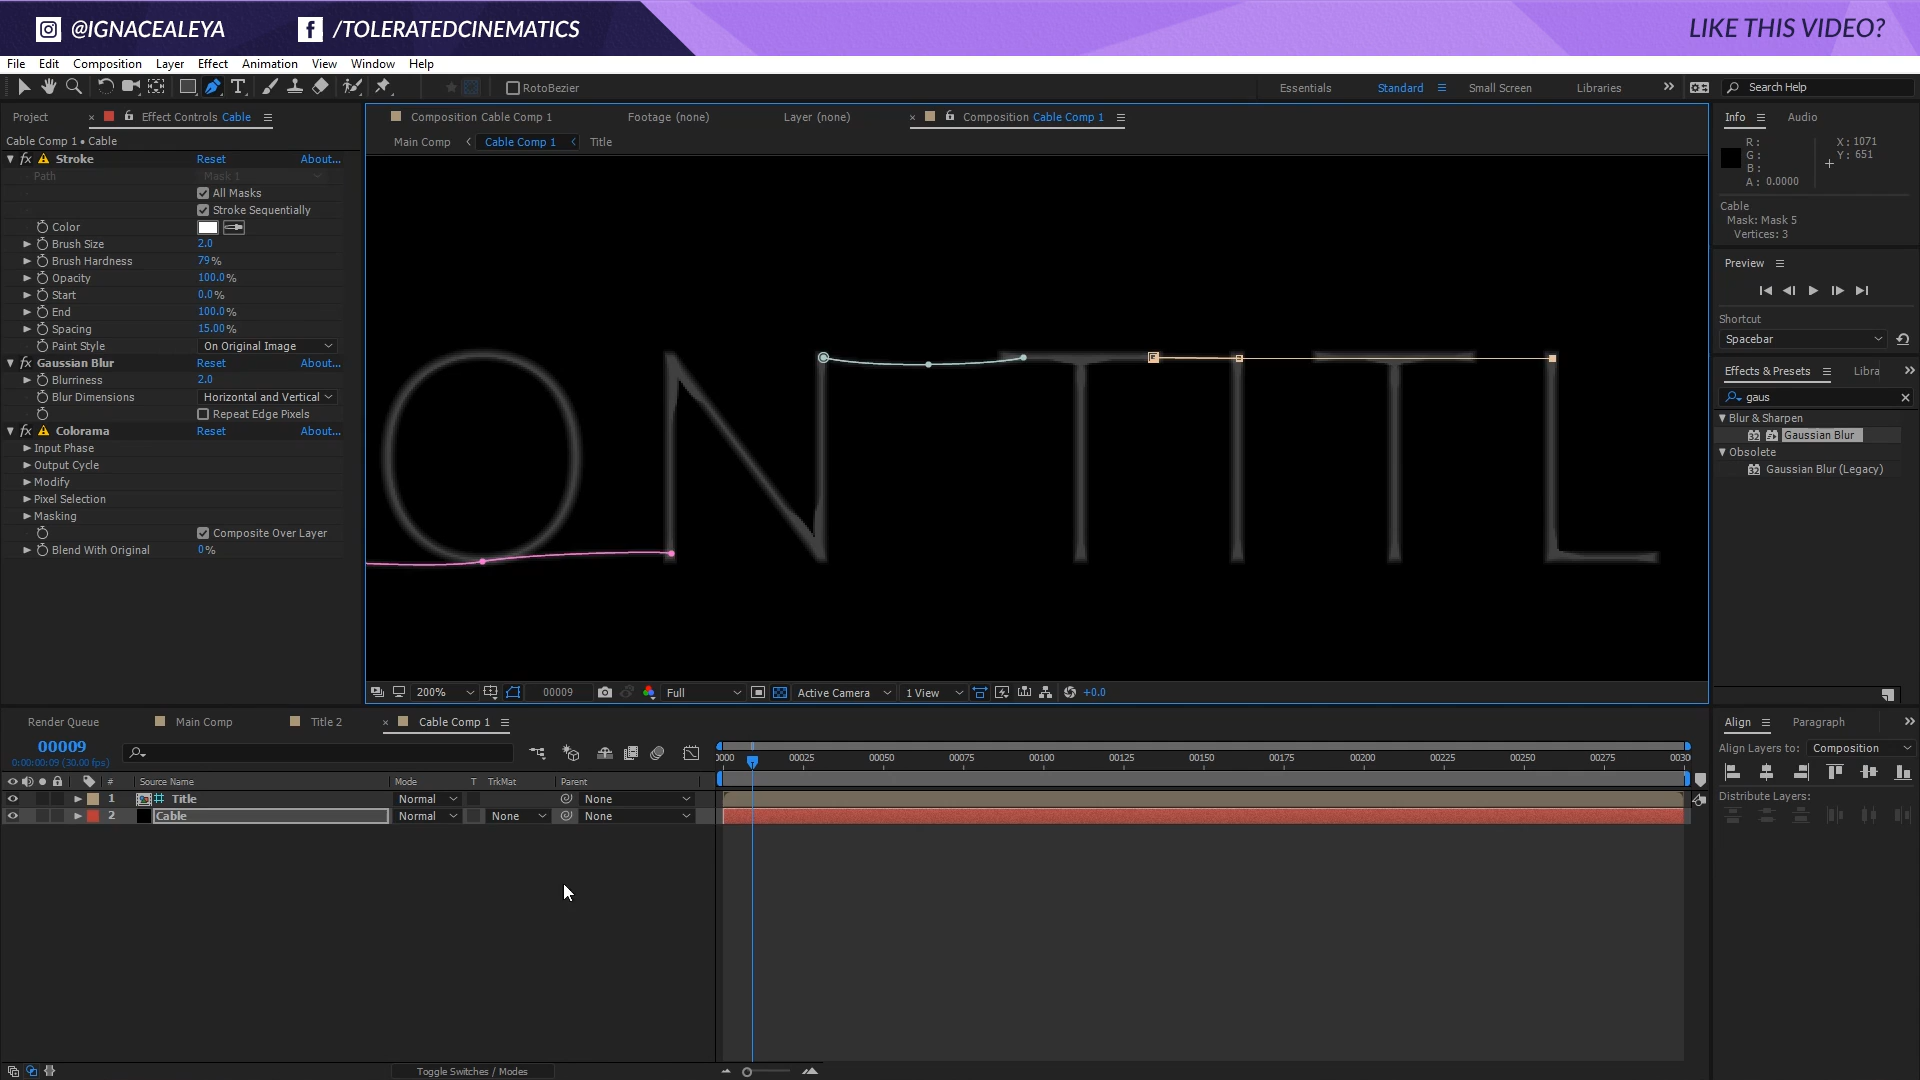 @IGNACEALEYA /TOLERATEDCINEMATICS LIKE THIS VIDEO?
File Edit Composition Layer Effect Animation View Window Help
RotoBezier Essentials Standard Small Screen Libraries Search Help
Project Effect Controls Cable
Cable Comp 1 • Cable
Stroke Reset About...
Path Mask 1
All Masks
Stroke Sequentially
Color
Brush Size 2.0
Brush Hardness 79%
Opacity 100.0%
Start 0.0%
End 100.0%
Spacing 15.00%
Paint Style On Original Image
Gaussian Blur Reset About...
Blurriness 2.0
Blur Dimensions Horizontal and Vertical
Repeat Edge Pixels
Colorama Reset About...
Input Phase
Output Cycle
Modify
Pixel Selection
Masking
Composite Over Layer
Blend With Original 0%
Composition Cable Comp 1 Footage (none) Layer (none) Composition Cable Comp 1
Main Comp Cable Comp 1 Title
ON TITL
200% 00009 Full Active Camera 1 View +0.0
Info Audio
R: X: 1071
G: Y: 651
B:
A: 0.0000
Cable
Mask: Mask 5
Vertices: 3
Preview
Shortcut
Spacebar
Effects & Presets Libra
gaus
Blur & Sharpen
Gaussian Blur
Obsolete
Gaussian Blur (Legacy)
Render Queue Main Comp Title 2 Cable Comp 1
00009
0:00:00:09 (30.00 fps)
0000 00025 00050 00075 00100 00125 00150 00175 00200 00225 00250 00275 0030
# Source Name Mode T TrkMat Parent
1 Title Normal None
2 Cable Normal None None
Toggle Switches / Modes
Align Paragraph
Align Layers to: Composition
Distribute Layers: